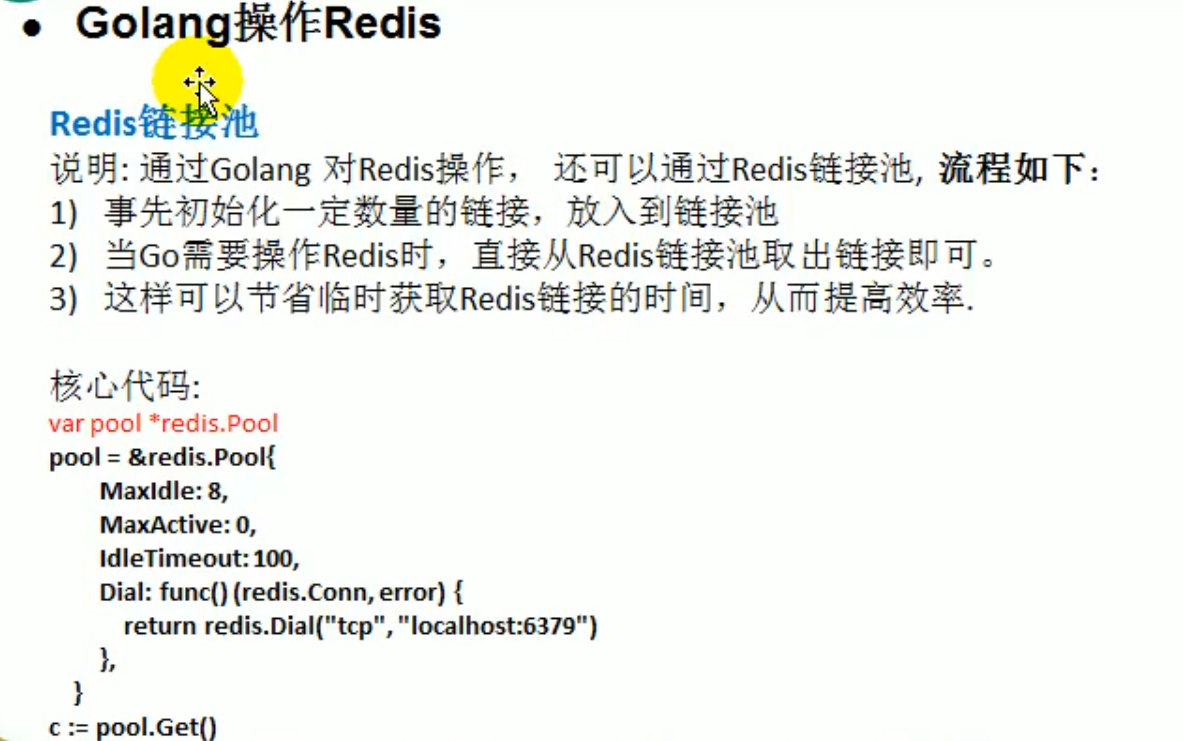 ● Golang操作Redis
Redis链接池
说明: 通过Golang 对Redis操作， 还可以通过Redis链接池, 流程如下：
1) 事先初始化一定数量的链接，放入到链接池
2) 当Go需要操作Redis时，直接从Redis链接池取出链接即可。
3) 这样可以节省临时获取Redis链接的时间，从而提高效率.
核心代码:
var pool *redis.Pool
pool = &redis.Pool{
MaxIdle: 8,
MaxActive: 0,
IdleTimeout: 100,
Dial: func() (redis.Conn, error) {
return redis.Dial("tcp", "localhost:6379")
},
}
c := pool.Get()